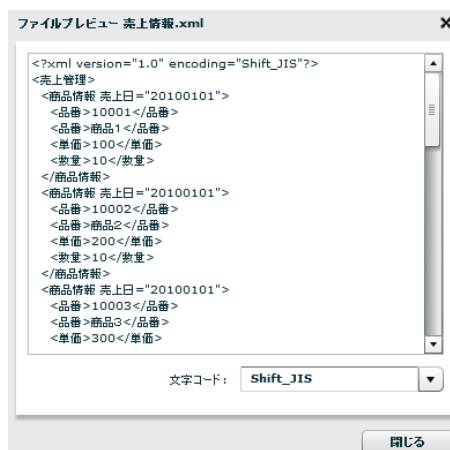 ファイルプレビュー 売上情報.xml
<?xml version="1.0" encoding="Shift_JIS"?>
<売上管理>
<商品情報 売上日="20100101">
<品番>10001</品番>
<品番>商品1</品番>
<単価>100</単価>
<数量>10</数量>
</商品情報>
<商品情報 売上日="20100101">
<品番>10002</品番>
<品番>商品2</品番>
<単価>200</単価>
<数量>10</数量>
</商品情報>
<商品情報 売上日="20100101">
<品番>10003</品番>
<品番>商品3</品番>
<単価>300</単価>
文字コード: Shift_JIS
閉じる